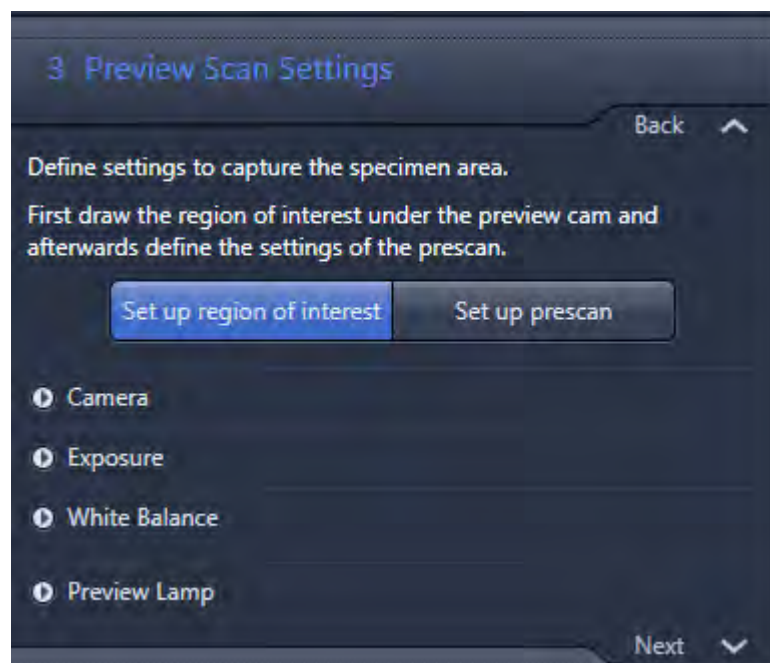 3 Preview Scan Settings
Back
Define settings to capture the specimen area.
First draw the region of interest under the preview cam and
afterwards define the settings of the prescan.
Set up region of interest Set up prescan
Camera
Exposure
White Balance
Preview Lamp
Next